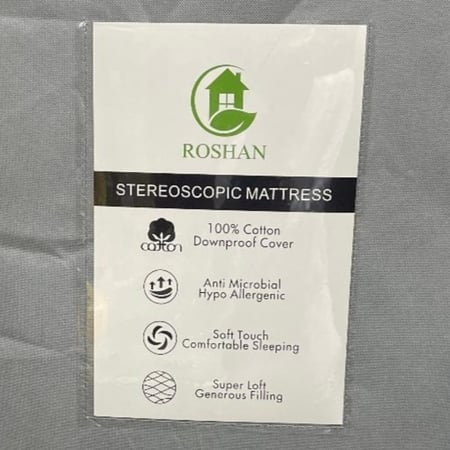 ROSHAN
STEREOSCOPIC MATTRESS
cotton
100% Cotton
Downproof Cover
Anti Microbial
Hypo Allergenic
Soft Touch
Comfortable Sleeping
Super Loft
Generous Filling